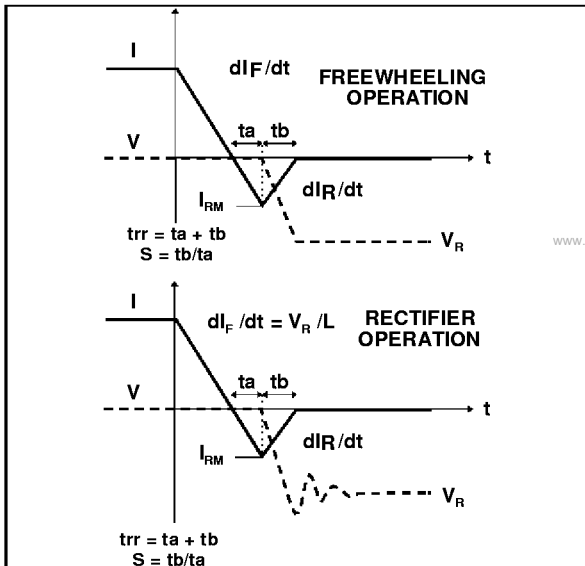 I
dIF/dt
FREEWHEELING
OPERATION
ta tb
V
t
dIR/dt
IRM
trr = ta + tb
S = tb/ta
VR
www.
I
dIF/dt = VR/L
RECTIFIER
OPERATION
ta tb
V
t
dIR/dt
IRM
VR
trr = ta + tb
S = tb/ta